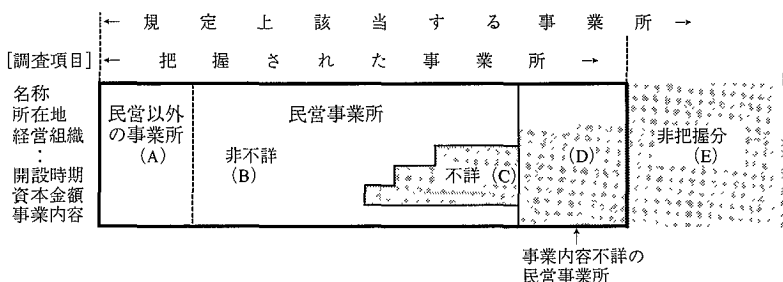 ← 規定上該当する事業所 →
[調査項目] ← 把握された事業所 →
名称
所在地
経営組織
：
開設時期
資本金額
事業内容
民営以外
の事業所
(A)
民営事業所
非不詳
(B)
不詳 (C)
(D)
非把握分
(E)
事業内容不詳の
民営事業所